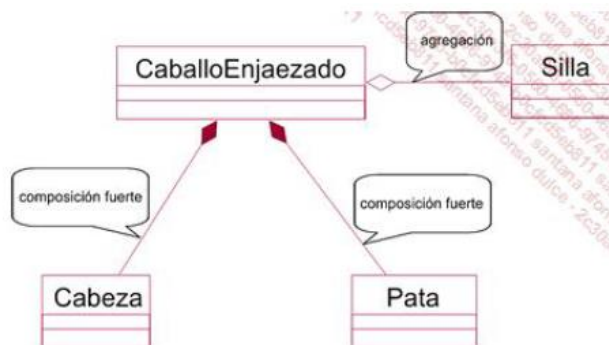 agregación
CaballoEnjaezado
Silla
composición fuerte
composición fuerte
Cabeza
Pata